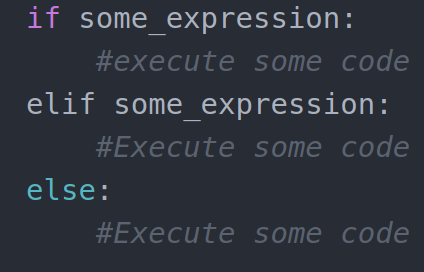 if some_expression:
    #execute some code
elif some_expression:
    #Execute some code
else:
    #Execute some code